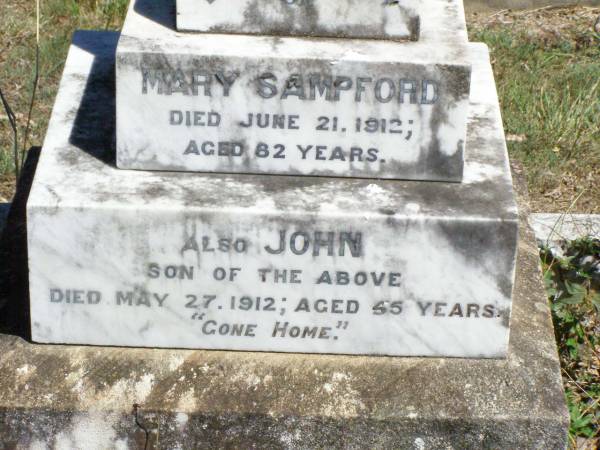 MARY SAMPFORD
DIED JUNE 21. 1912;
AGED 82 YEARS.
ALSO JOHN
SON OF THE ABOVE
DIED MAY 27. 1912; AGED 45 YEARS.
"GONE HOME."